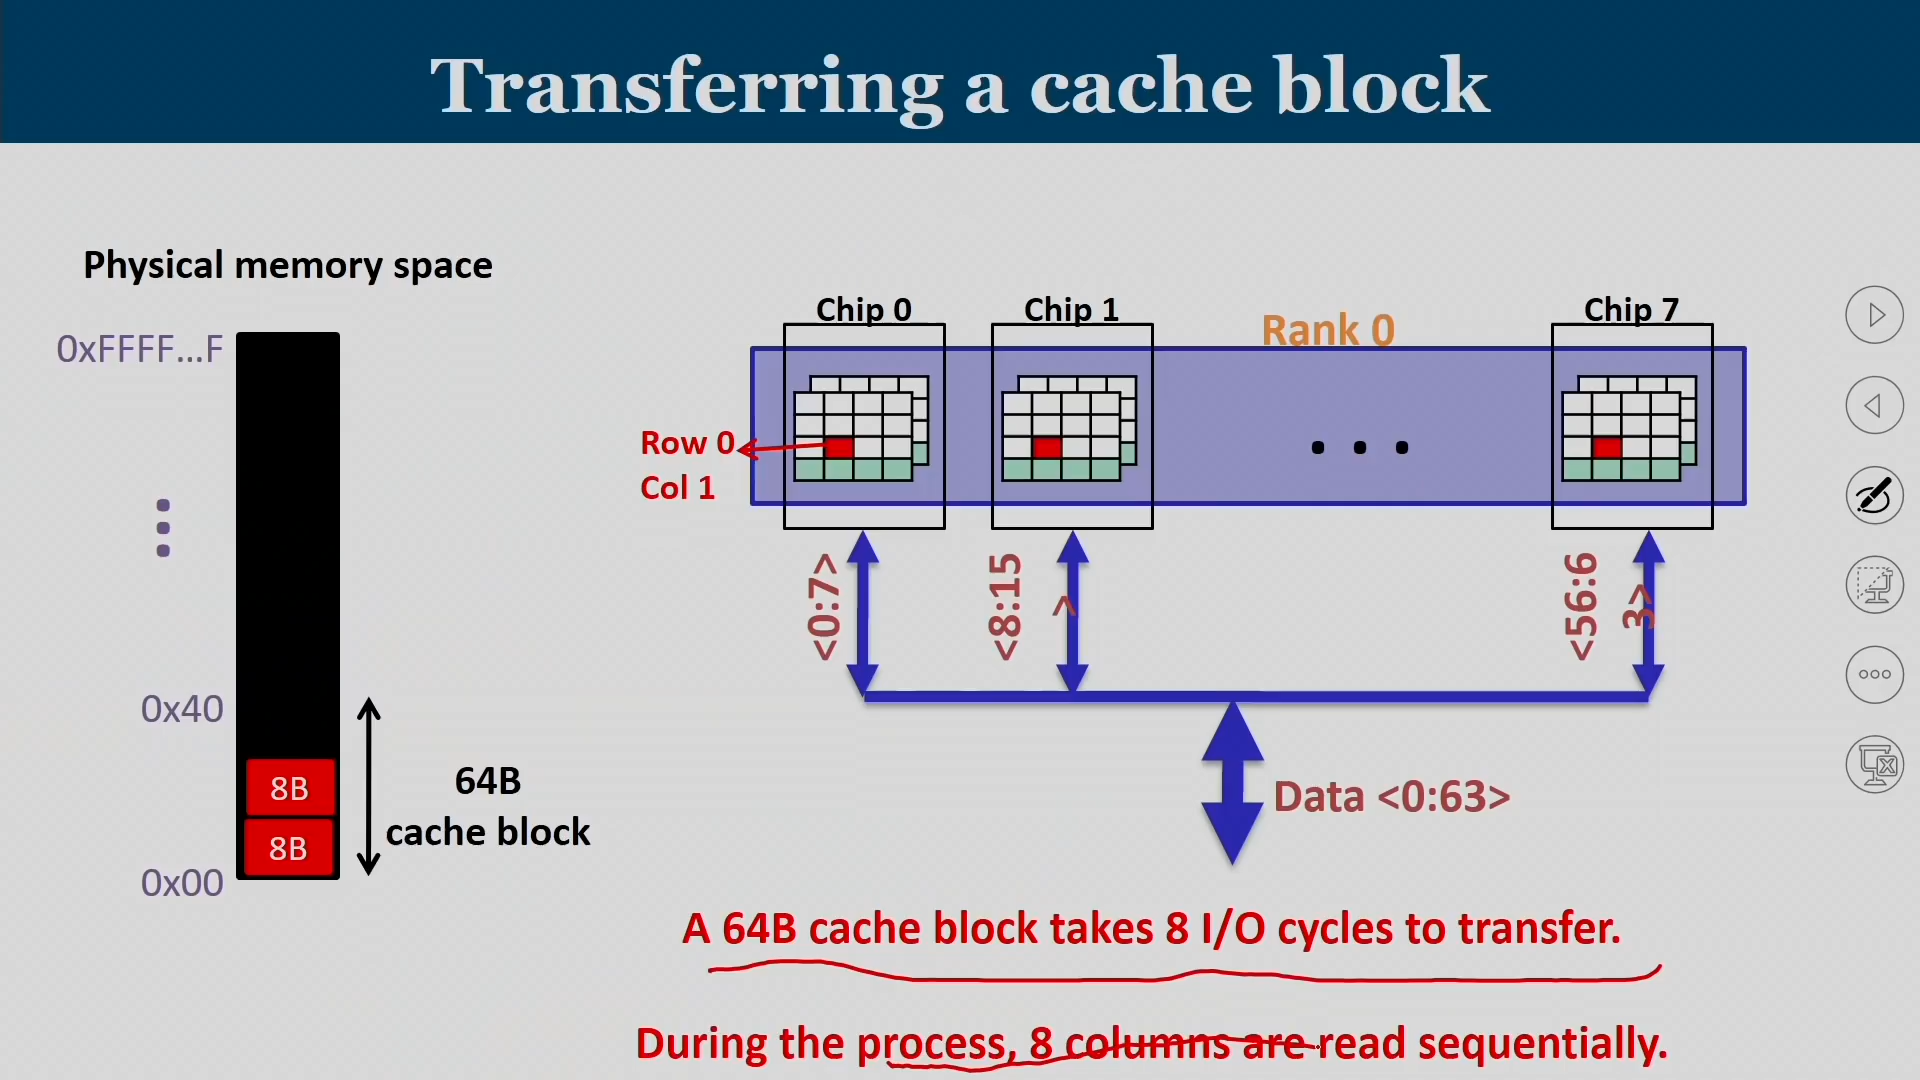 Transferring a cache block
Physical memory space
0xFFFF...F
0x40
0x00
8B
8B
64B
cache block
Chip 0
Chip 1
Rank 0
Chip 7
Row 0
Col 1
<0:7>
<8:15
>
<56:6
3>
Data <0:63>
A 64B cache block takes 8 I/O cycles to transfer.
During the process, 8 columns are read sequentially.